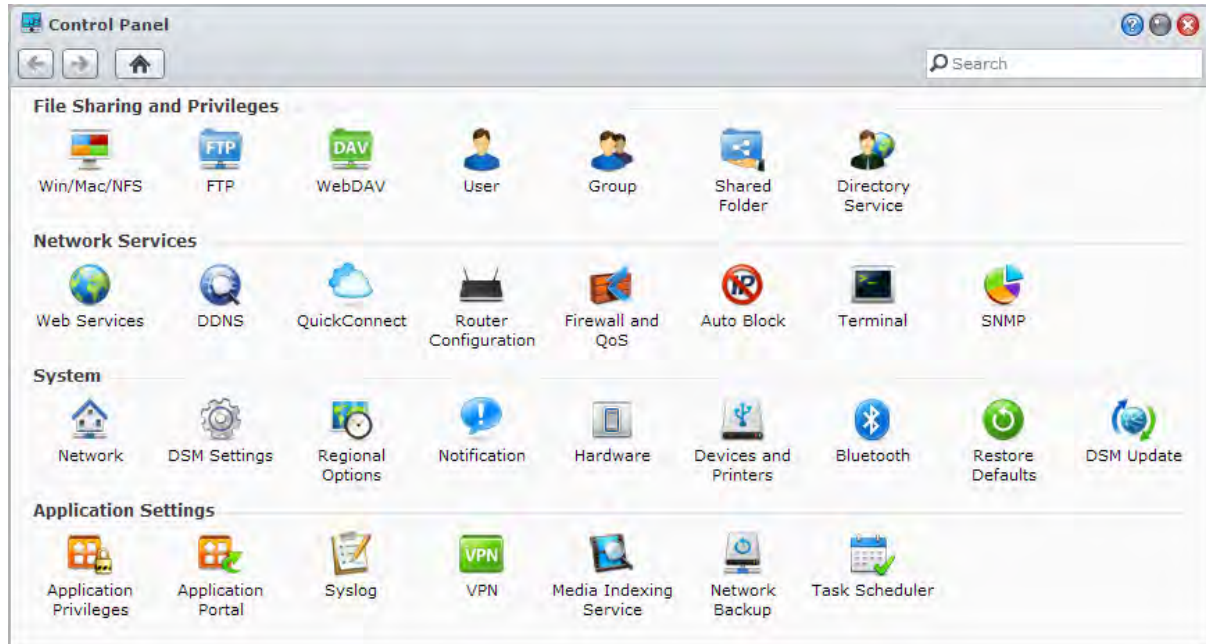 Control Panel
Search
File Sharing and Privileges
FTP
DAV
Win/Mac/NFS
FTP
WebDAV
User
Group
Shared
Folder
Directory
Service
Network Services
IP
Web Services
DDNS
QuickConnect
Router
Configuration
Firewall and
QoS
Auto Block
Terminal
SNMP
System
Network
DSM Settings
Regional
Options
Notification
Hardware
Devices and
Printers
Bluetooth
Restore
Defaults
DSM Update
Application Settings
VPN
Application
Privileges
Application
Portal
Syslog
VPN
Media Indexing
Service
Network
Backup
Task Scheduler